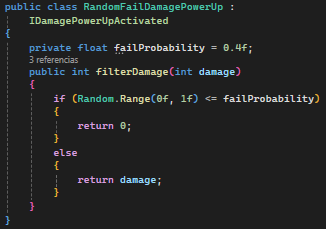 public class RandomFailDamagePowerUp :
IDamagePowerUpActivated
{
private float failProbability = 0.4f;
3 referencias
public int filterDamage(int damage)
{
if (Random.Range(0f, 1f) <= failProbability)
{
return 0;
}
else
{
return damage;
}
}
}